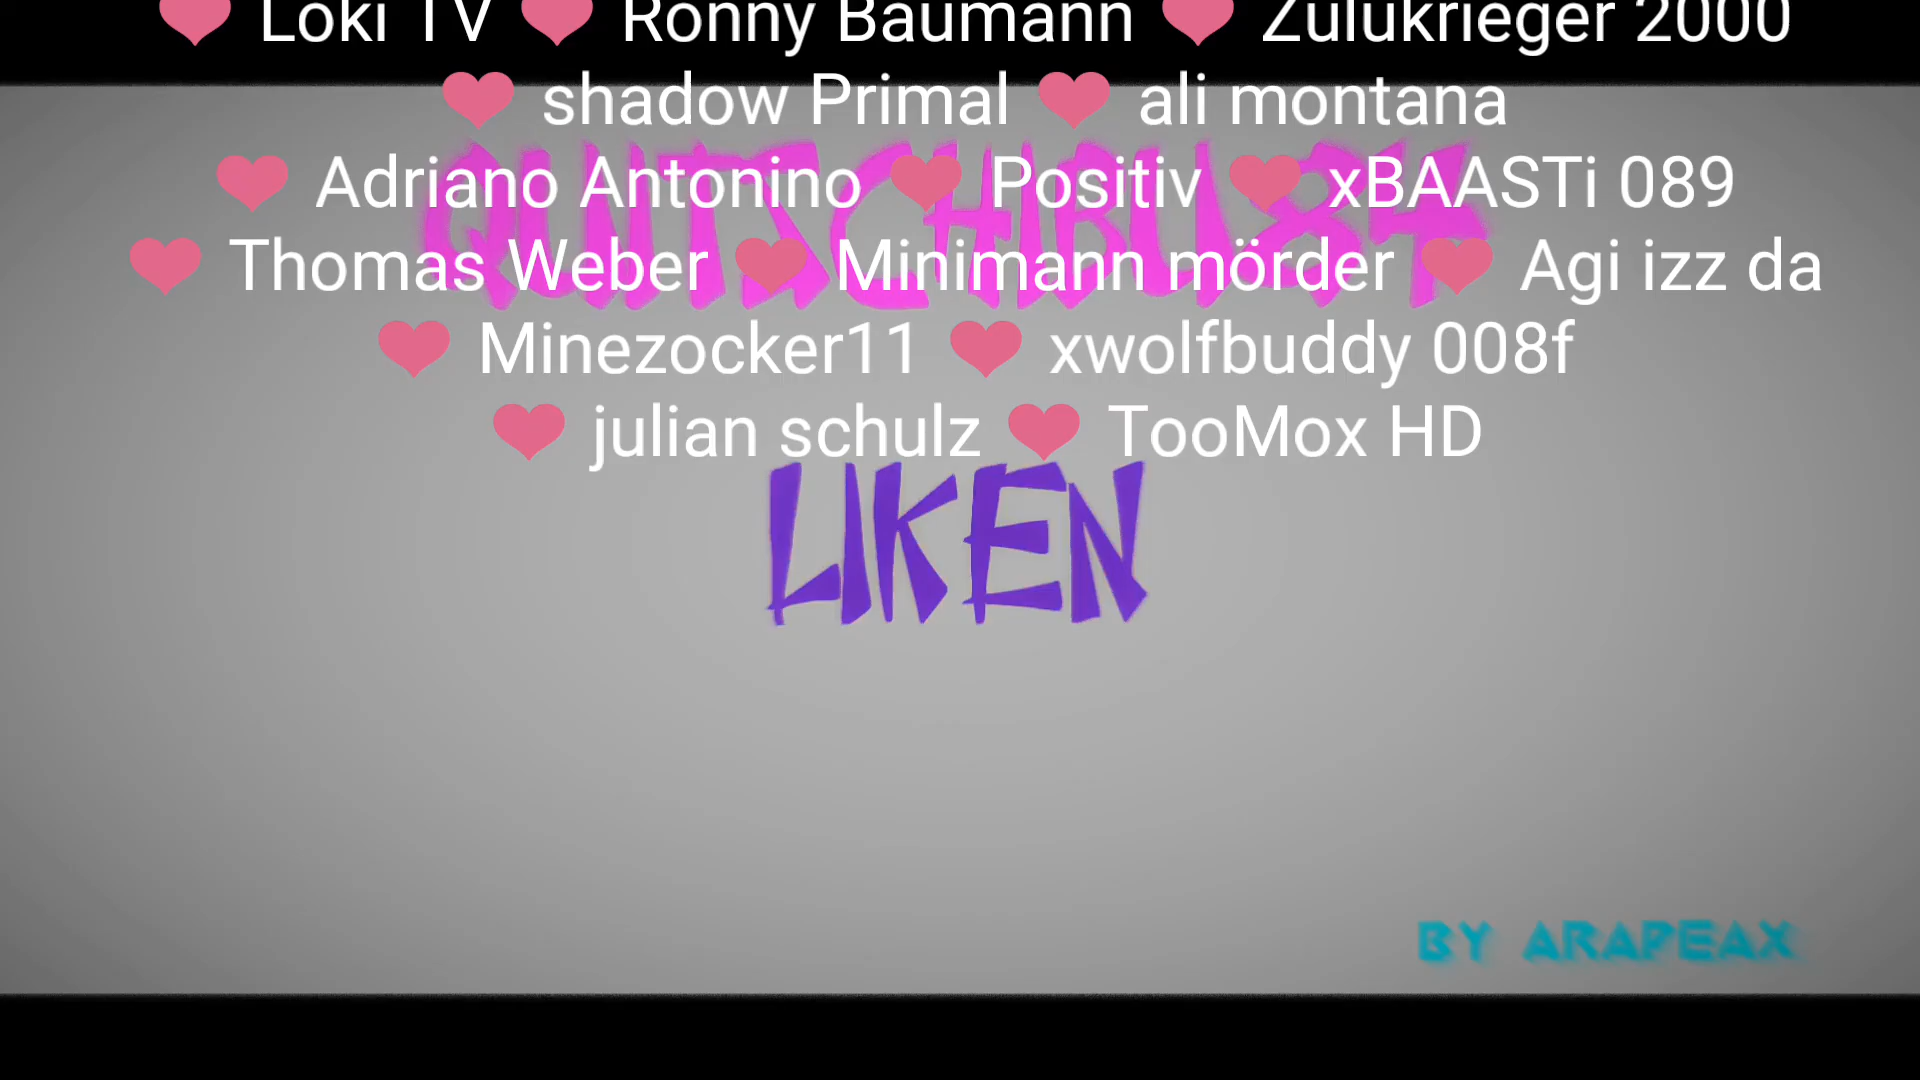 ❤ Loki TV ❤ Ronny Baumann ❤ Zulukrieger 2000
❤ shadow Primal ❤ ali montana
QUITSCHIBU84
❤ Adriano Antonino ❤ Positiv ❤ xBAASTi 089
❤ Thomas Weber ❤ Minimann mörder ❤ Agi izz da
❤ Minezocker11 ❤ xwolfbuddy 008f
❤ julian schulz ❤ TooMox HD
LIKEN
BY ARAPEAX